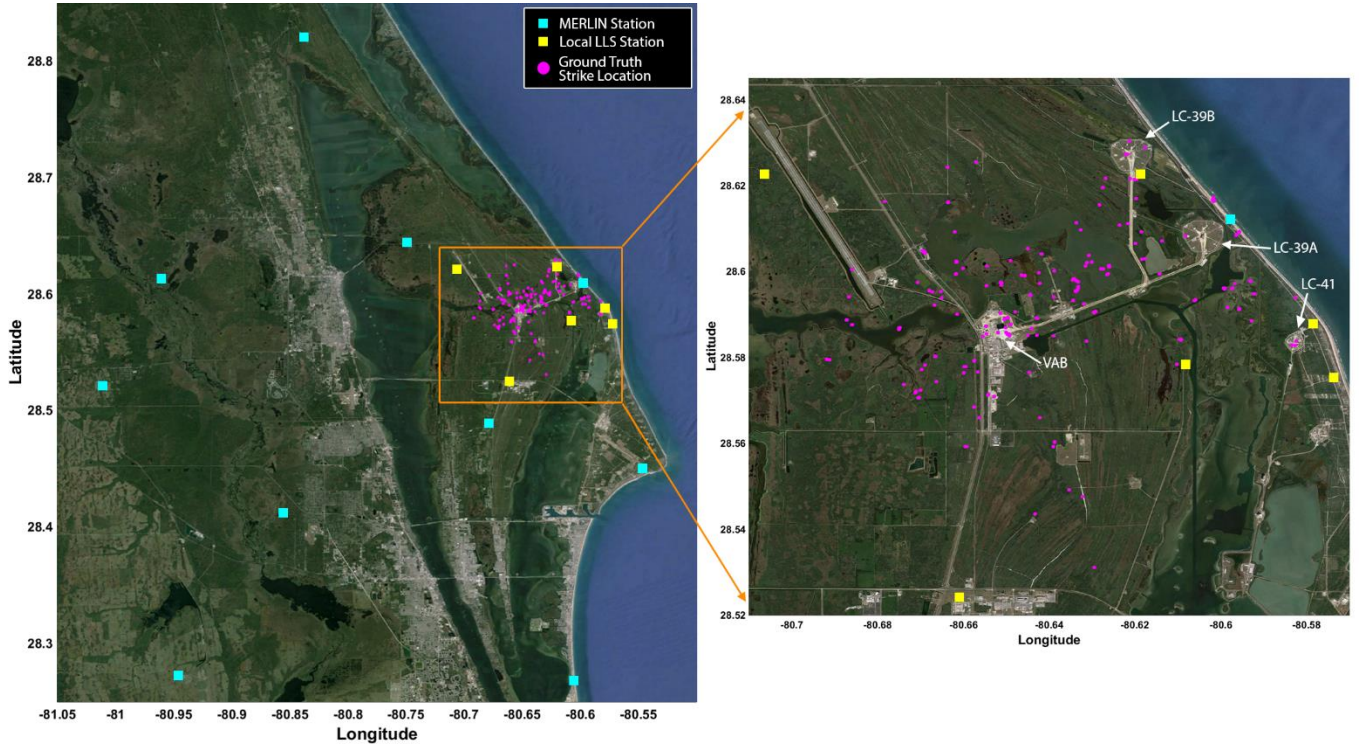 MERLIN Station
Local LLS Station
Ground Truth
Strike Location
28.8
28.7
28.6
28.5
28.4
28.3
Latitude
-81.05
-81
-80.95
-80.9
-80.85
-80.8
-80.75
-80.7
-80.65
-80.6
-80.55
Longitude
28.64
28.62
28.6
28.58
28.56
28.54
28.52
Latitude
LC-39B
LC-39A
LC-41
VAB
-80.7
-80.68
-80.66
-80.64
-80.62
-80.6
-80.58
Longitude